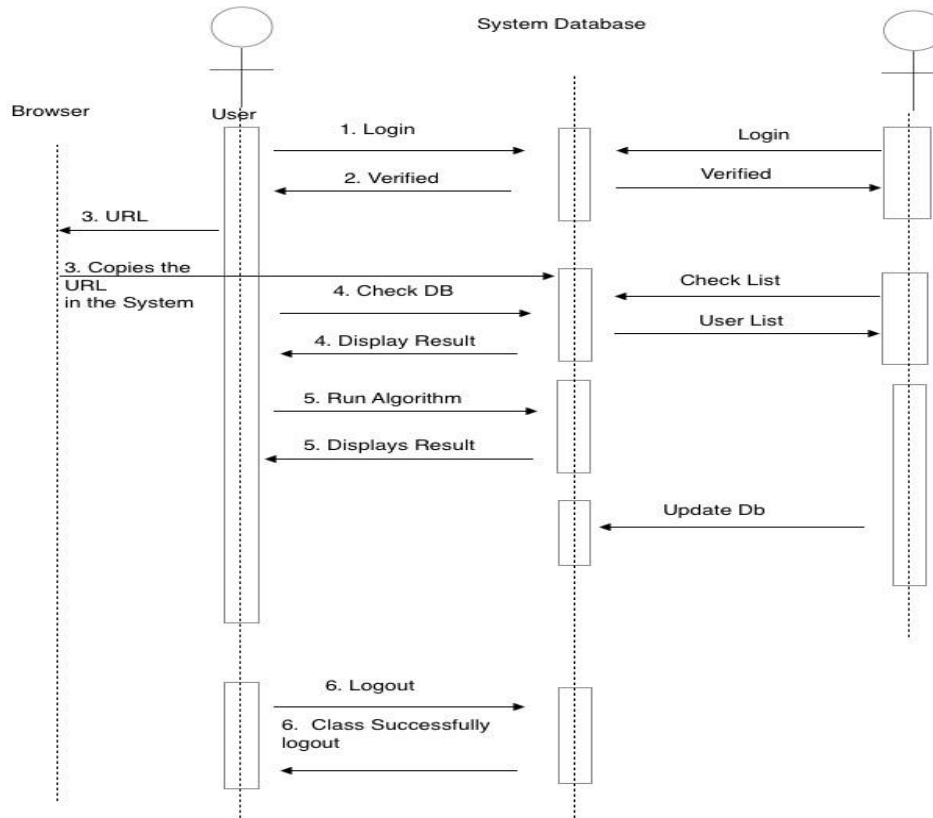 System Database
Browser
User
1. Login
Login
2. Verified
Verified
3. URL
3. Copies the
URL
in the System
4. Check DB
Check List
User List
4. Display Result
5. Run Algorithm
5. Displays Result
Update Db
6. Logout
6. Class Successfully
logout